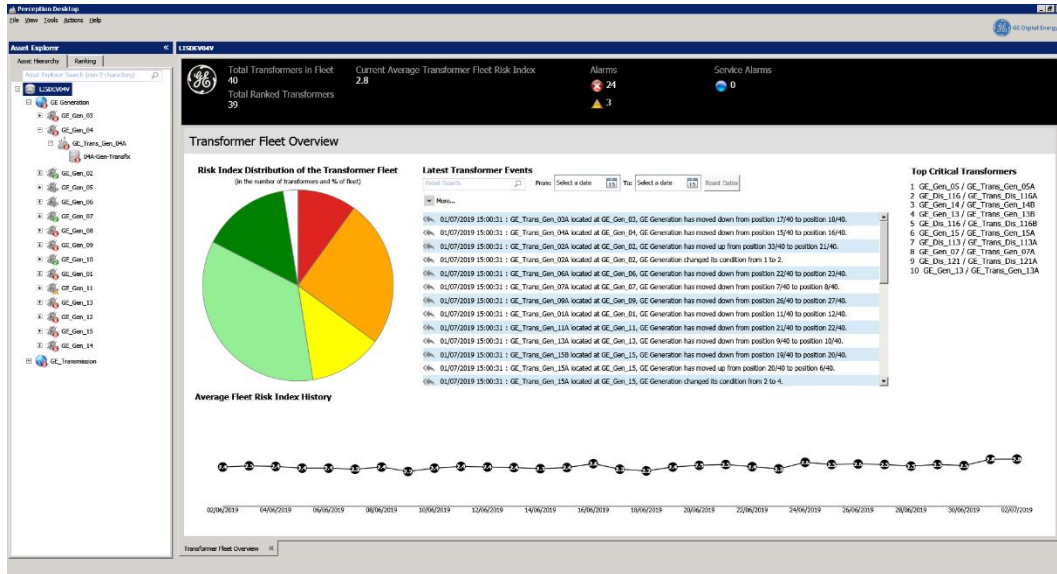 Perception Desktop
File View Tools Actions Help
GE Digital Energy
Asset Explorer
LISDEV04V
Asset Hierarchy Ranking
Asset Explorer Search (min 2 characters)
LISDEV04V
GE Generation
GE_Gen_03
GE_Gen_04
GE_Trans_Gen_04A
04A-Gen-Transfix
GE_Gen_02
GE_Gen_05
GE_Gen_06
GE_Gen_07
GE_Gen_08
GE_Gen_09
GE_Gen_10
GE_Gen_01
GE_Gen_11
GE_Gen_13
GE_Gen_12
GE_Gen_15
GE_Gen_14
GE_Transmission
Total Transformers in Fleet
40
Total Ranked Transformers
39
Current Average Transformer Fleet Risk Index
2.8
Alarms
24
3
Service Alarms
0
Transformer Fleet Overview
Risk Index Distribution of the Transformer Fleet
(in the number of transformers and % of fleet)
Latest Transformer Events
Event Search From: Select a date 15 To: Select a date 15 Reset Dates
More...
01/07/2019 15:00:31 : GE_Trans_Gen_03A located at GE_Gen_03, GE Generation has moved down from position 17/40 to position 18/40.
01/07/2019 15:00:31 : GE_Trans_Gen_04A located at GE_Gen_04, GE Generation has moved down from position 15/40 to position 16/40.
01/07/2019 15:00:31 : GE_Trans_Gen_02A located at GE_Gen_02, GE Generation has moved up from position 33/40 to position 21/40.
01/07/2019 15:00:31 : GE_Trans_Gen_02A located at GE_Gen_02, GE Generation changed its condition from 1 to 2.
01/07/2019 15:00:31 : GE_Trans_Gen_06A located at GE_Gen_06, GE Generation has moved down from position 22/40 to position 23/40.
01/07/2019 15:00:31 : GE_Trans_Gen_07A located at GE_Gen_07, GE Generation has moved down from position 7/40 to position 8/40.
01/07/2019 15:00:31 : GE_Trans_Gen_09A located at GE_Gen_09, GE Generation has moved down from position 26/40 to position 27/40.
01/07/2019 15:00:31 : GE_Trans_Gen_01A located at GE_Gen_01, GE Generation has moved down from position 11/40 to position 12/40.
01/07/2019 15:00:31 : GE_Trans_Gen_11A located at GE_Gen_11, GE Generation has moved down from position 21/40 to position 22/40.
01/07/2019 15:00:31 : GE_Trans_Gen_13A located at GE_Gen_13, GE Generation has moved down from position 9/40 to position 10/40.
01/07/2019 15:00:31 : GE_Trans_Gen_15B located at GE_Gen_15, GE Generation has moved down from position 19/40 to position 20/40.
01/07/2019 15:00:31 : GE_Trans_Gen_15A located at GE_Gen_15, GE Generation has moved up from position 20/40 to position 6/40.
01/07/2019 15:00:31 : GE_Trans_Gen_15A located at GE_Gen_15, GE Generation changed its condition from 2 to 4.
Top Critical Transformers
1 GE_Gen_05 / GE_Trans_Gen_05A
2 GE_Dis_116 / GE_Trans_Dis_116A
3 GE_Gen_14 / GE_Trans_Gen_14B
4 GE_Gen_13 / GE_Trans_Gen_13B
5 GE_Dis_116 / GE_Trans_Dis_116B
6 GE_Gen_15 / GE_Trans_Gen_15A
7 GE_Dis_113 / GE_Trans_Dis_113A
8 GE_Gen_07 / GE_Trans_Gen_07A
9 GE_Dis_121 / GE_Trans_Dis_121A
10 GE_Gen_13 / GE_Trans_Gen_13A
Average Fleet Risk Index History
02/06/2019 04/06/2019 06/06/2019 08/06/2019 10/06/2019 12/06/2019 14/06/2019 16/06/2019 18/06/2019 20/06/2019 22/06/2019 24/06/2019 26/06/2019 28/06/2019 30/06/2019 02/07/2019
Transformer Fleet Overview